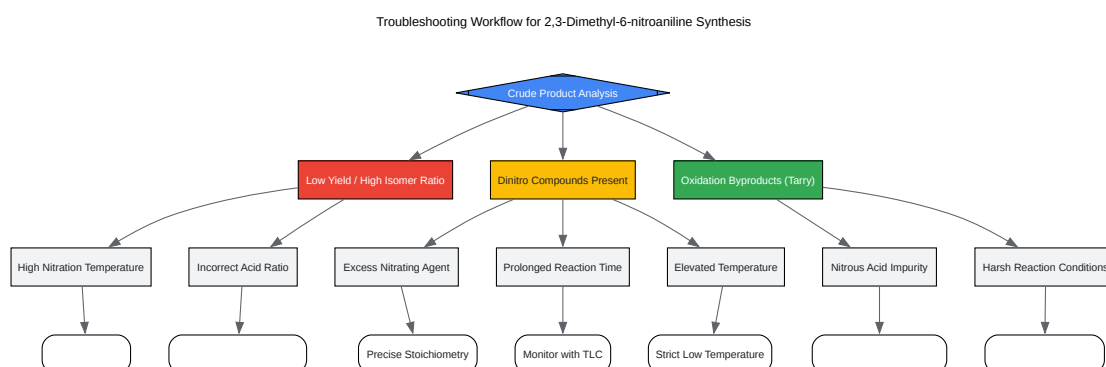 Troubleshooting Workflow for 2,3-Dimethyl-6-nitroaniline Synthesis
Crude Product Analysis
Low Yield / High Isomer Ratio
Dinitro Compounds Present
Oxidation Byproducts (Tarry)
High Nitration Temperature
Incorrect Acid Ratio
Excess Nitrating Agent
Prolonged Reaction Time
Elevated Temperature
Nitrous Acid Impurity
Harsh Reaction Conditions
Precise Stoichiometry
Monitor with TLC
Strict Low Temperature